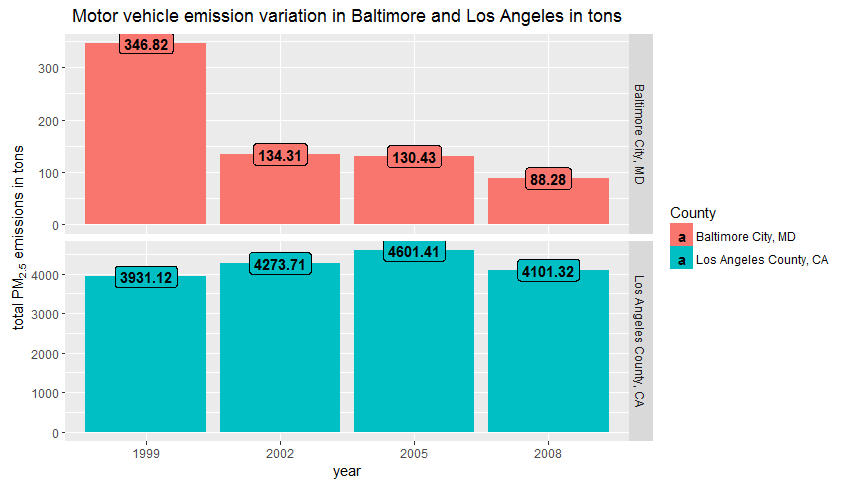 Motor vehicle emission variation in Baltimore and Los Angeles in tons
total PM2.5 emissions in tons
300
200
100
0
346.82
134.31
130.43
88.28
Baltimore City, MD
4000
3000
2000
1000
0
3931.12
4273.71
4601.41
4101.32
Los Angeles County, CA
1999
2002
2005
2008
year
County
a Baltimore City, MD
a Los Angeles County, CA